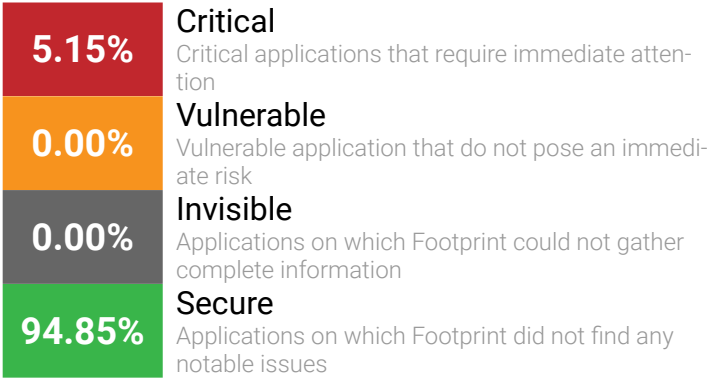 5.15%
Critical
Critical applications that require immediate atten-
tion
0.00%
Vulnerable
Vulnerable application that do not pose an immedi-
ate risk
0.00%
Invisible
Applications on which Footprint could not gather
complete information
94.85%
Secure
Applications on which Footprint did not find any
notable issues